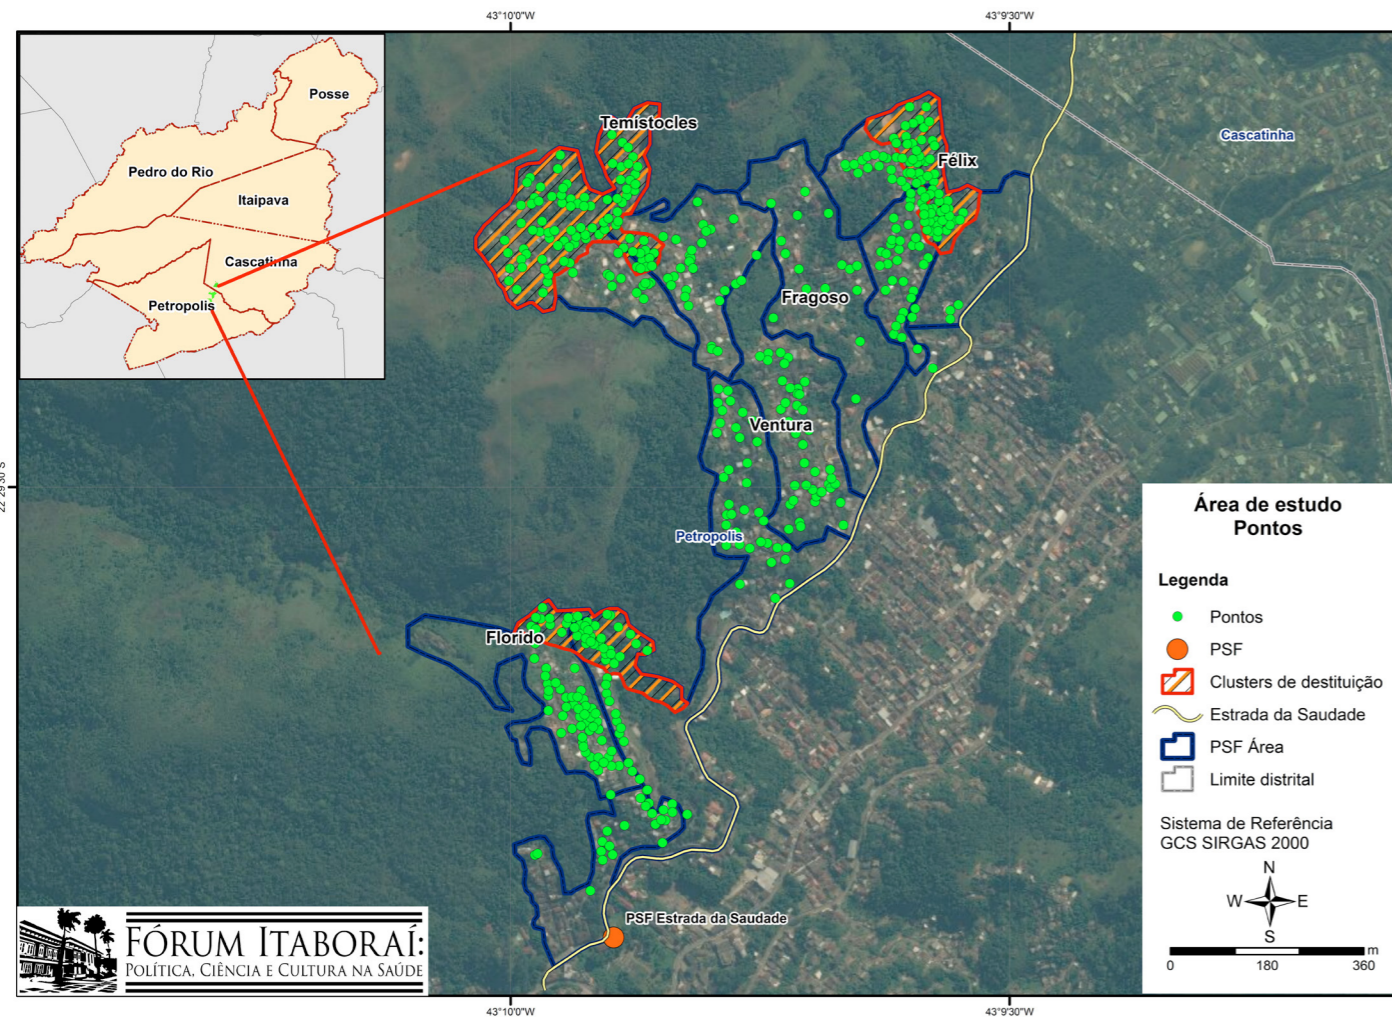 43°10'0"W
43°9'30"W
Posse
Pedro do Rio
Itaipava
Cascatinha
Petropolis
Temístocles
Félix
Cascatinha
Fragoso
Ventura
22°29'30"S
Petropolis
Florido
PSF Estrada da Saudade
Área de estudo
Pontos
Legenda
Pontos
PSF
Clusters de destituição
Estrada da Saudade
PSF Área
Limite distrital
Sistema de Referência
GCS SIRGAS 2000
N
W
E
S
m
0
180
360
FÓRUM ITABORAÍ:
POLÍTICA, CIÊNCIA E CULTURA NA SAÚDE
43°10'0"W
43°9'30"W